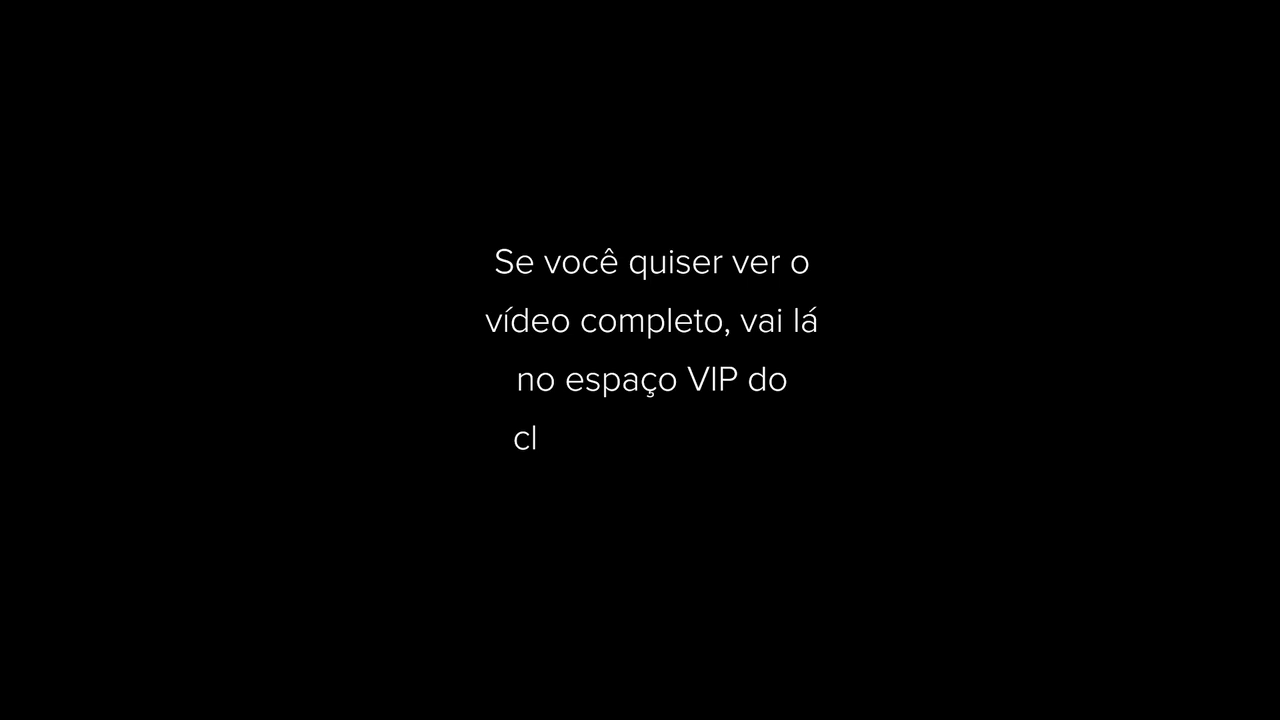 Se você quiser ver o
vídeo completo, vai lá
no espaço VIP do
cl